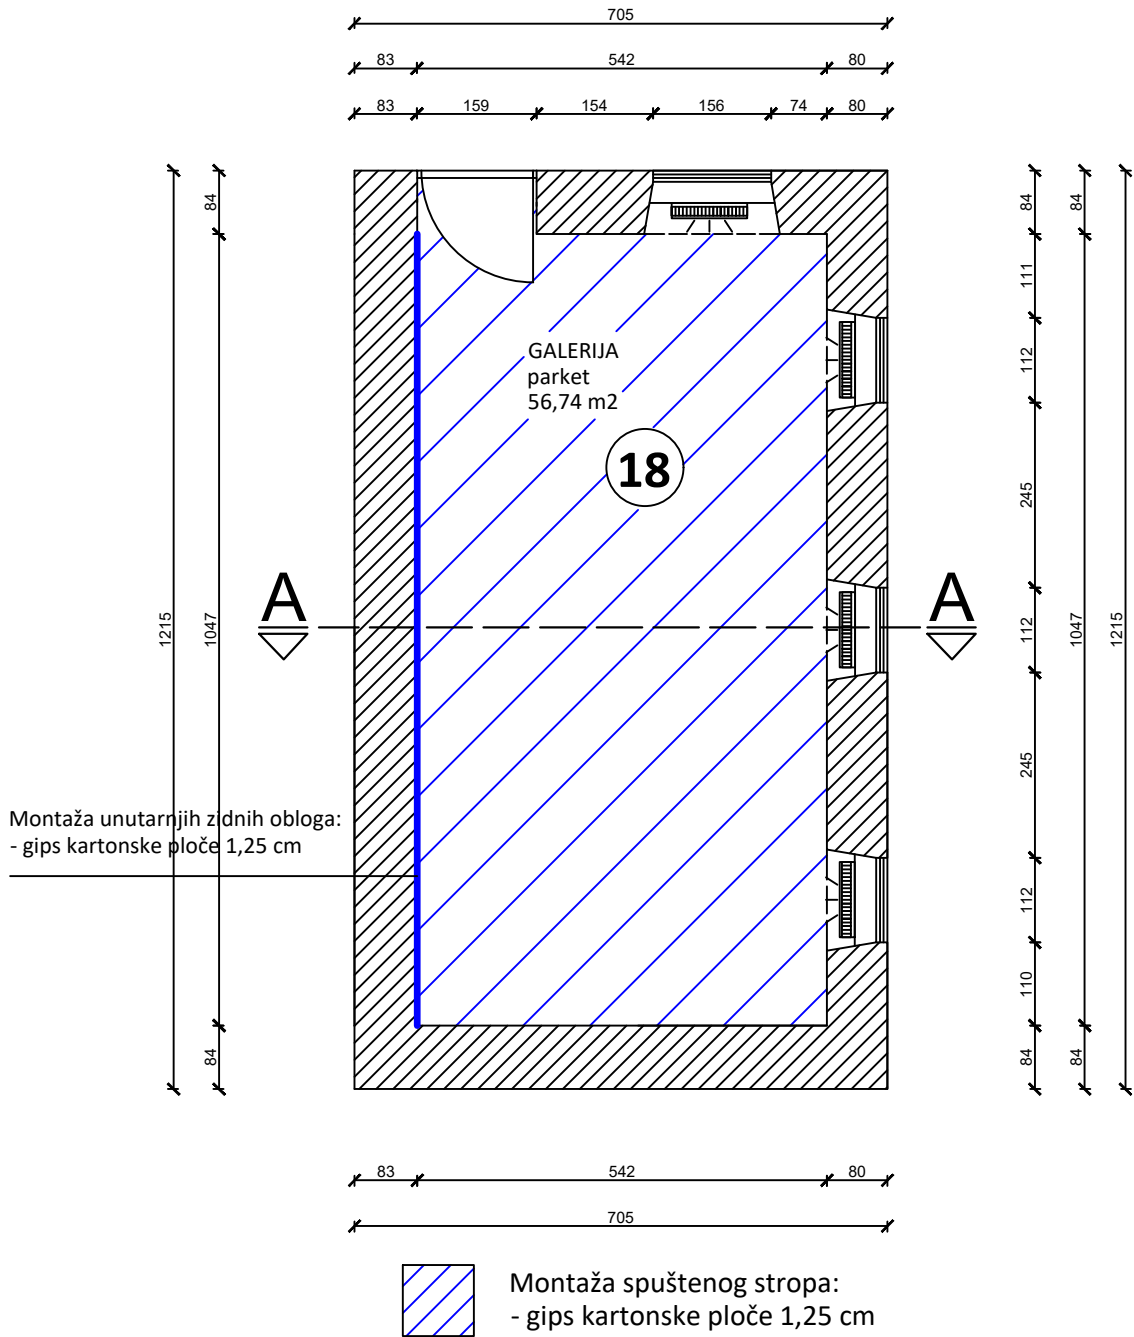 705
83 542 80
83 159 154 156 74 80
84
84 84
111
GALERIJA
parket
56,74 m2
112
18
245
A A
1215 1047
112 1047 1215
245
Montaža unutarnjih zidnih obloga:
- gips kartonske ploče 1,25 cm
112
110
84
84 84
83 542 80
705
Montaža spuštenog stropa:
- gips kartonske ploče 1,25 cm